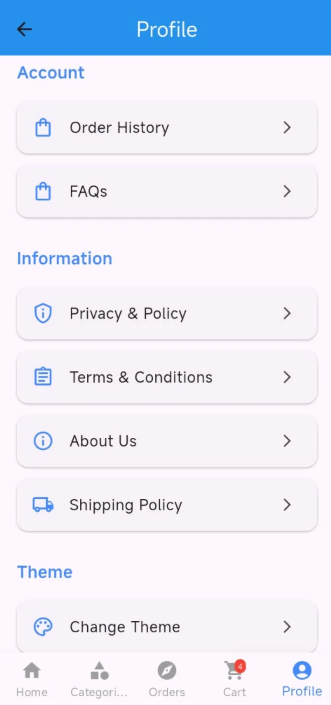 Profile
Account
Order History
FAQs
Information
Privacy & Policy
Terms & Conditions
About Us
Shipping Policy
Theme
Change Theme
4
Home
Categori...
Orders
Cart
Profile